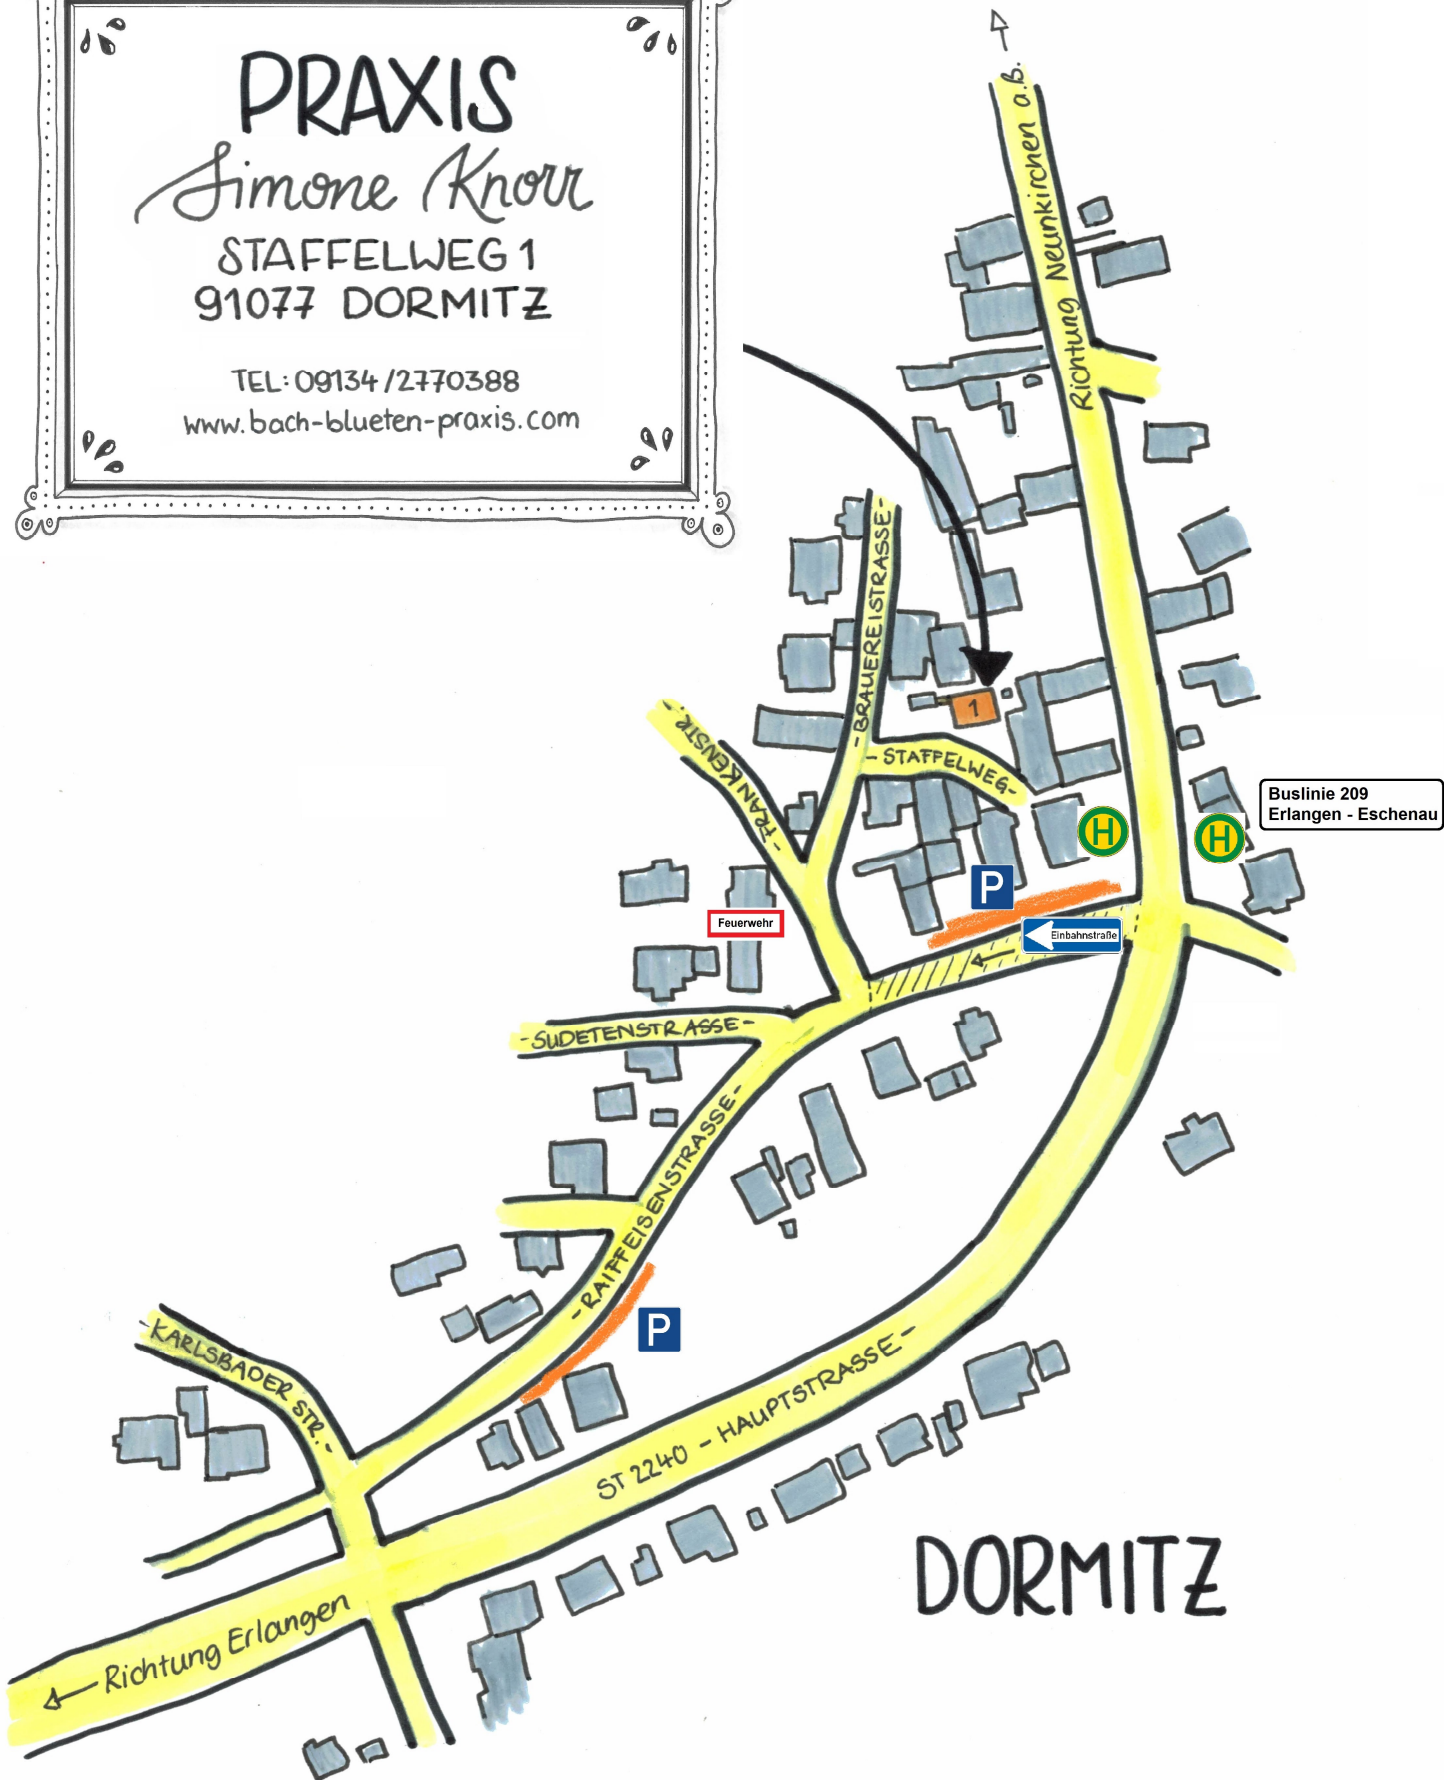 PRAXIS
Simone Knorr
STAFFELWEG 1
91077 DORMITZ
TEL: 09134/2770388
www.bach-blueten-praxis.com
Richtung Neunkirchen a.B.
-BRAUEREISTRASSE-
1
-STAFFELWEG-
-FRANKENSTR.-
H
H
Buslinie 209
Erlangen - Eschenau
P
Feuerwehr
Einbahnstraße
-SUDETENSTRASSE-
-RAIFFEISENSTRASSE-
P
-KARLSBADER STR.-
ST 2240 - HAUPTSTRASSE-
DORMITZ
Richtung Erlangen